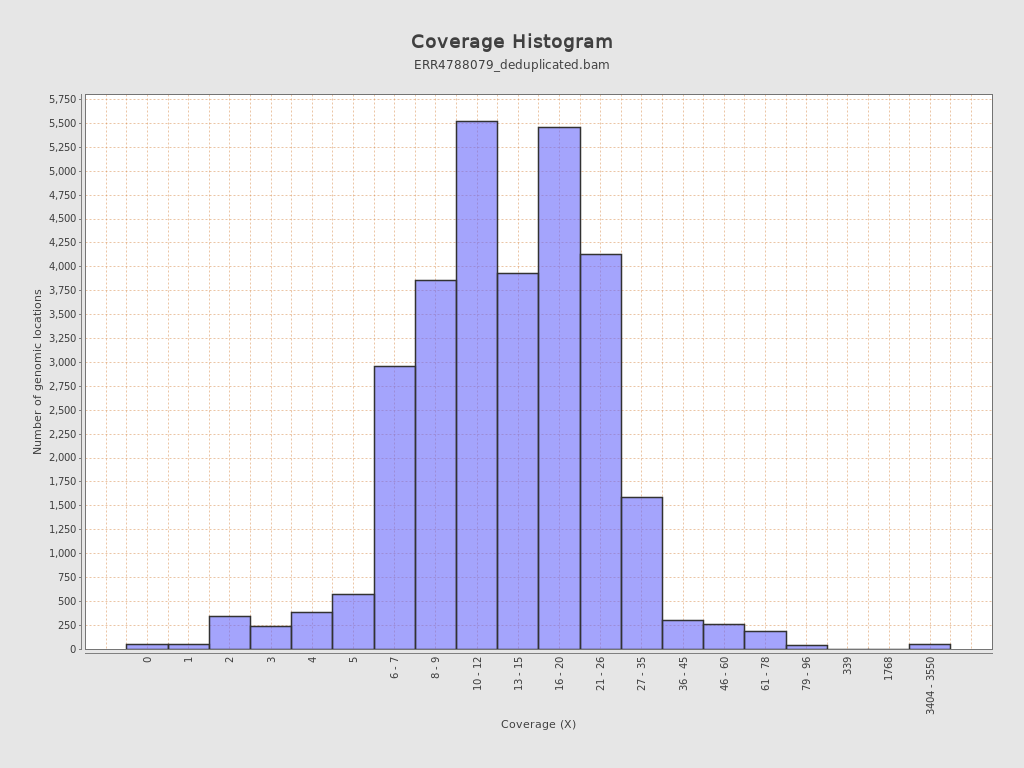 Coverage Histogram
ERR4788079_deduplicated.bam
Number of genomic locations
5,750
5,500
5,250
5,000
4,750
4,500
4,250
4,000
3,750
3,500
3,250
3,000
2,750
2,500
2,250
2,000
1,750
1,500
1,250
1,000
750
500
250
0
0
1
2
3
4
5
6 - 7
8 - 9
10 - 12
13 - 15
16 - 20
21 - 26
27 - 35
36 - 45
46 - 60
61 - 78
79 - 96
339
1768
3404 - 3550
Coverage (X)